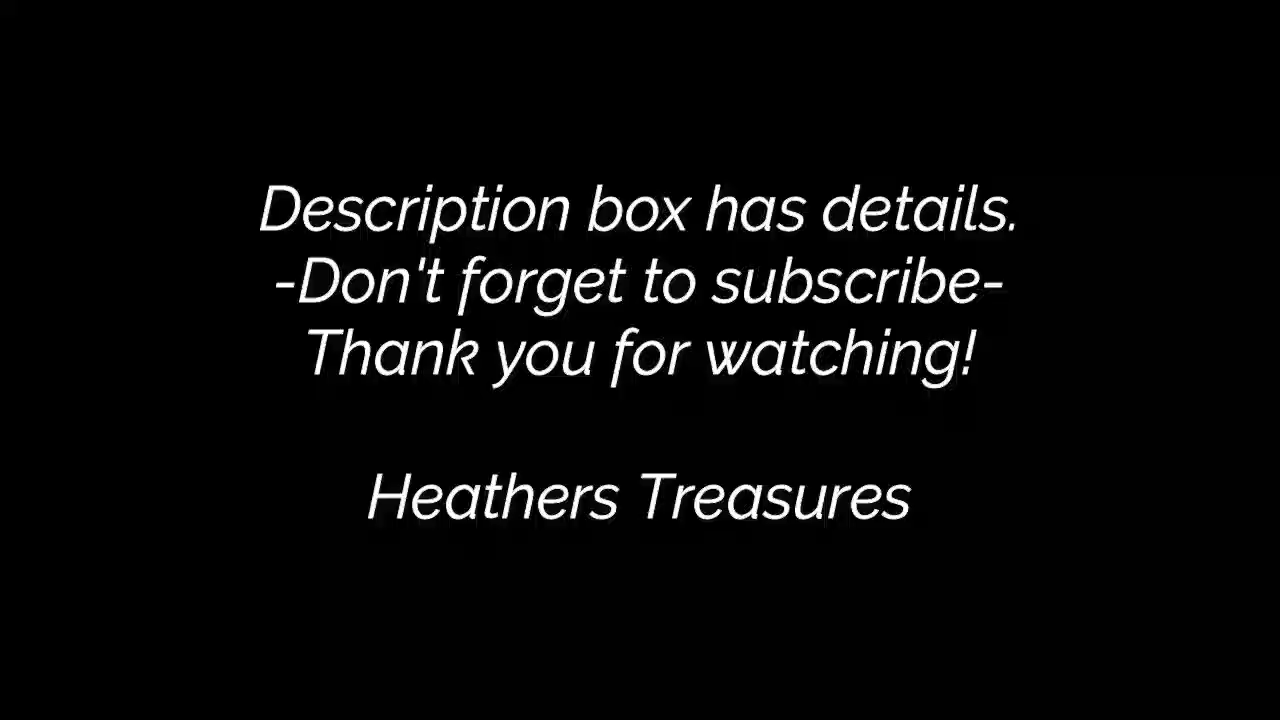 Description box has details.
-Don't forget to subscribe-
Thank you for watching!
Heathers Treasures